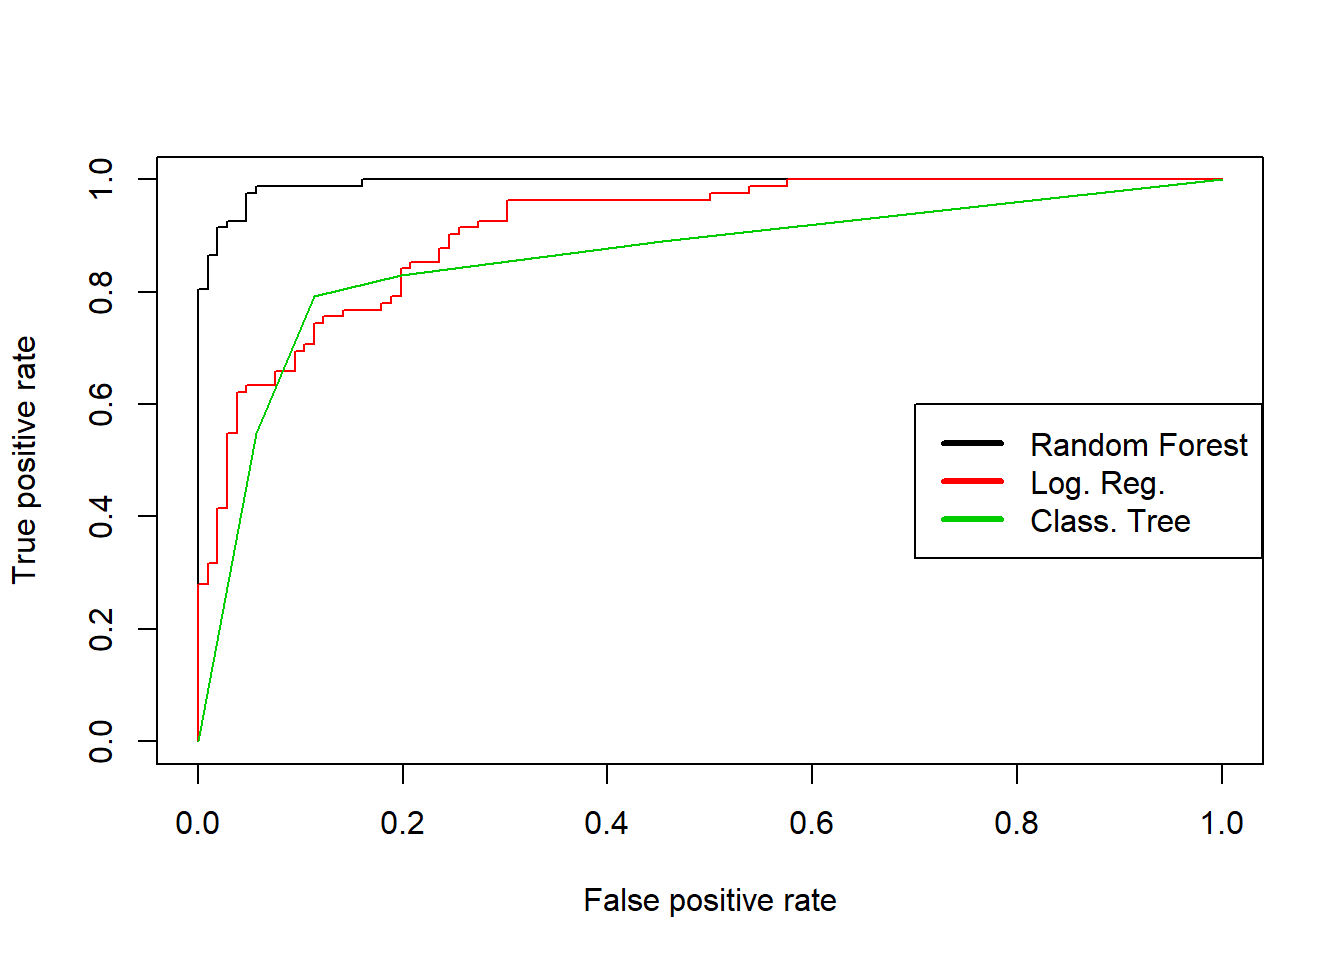 True positive rate
1.0
0.8
0.6
0.4
0.2
0.0
Random Forest
Log. Reg.
Class. Tree
0.0 0.2 0.4 0.6 0.8 1.0
False positive rate